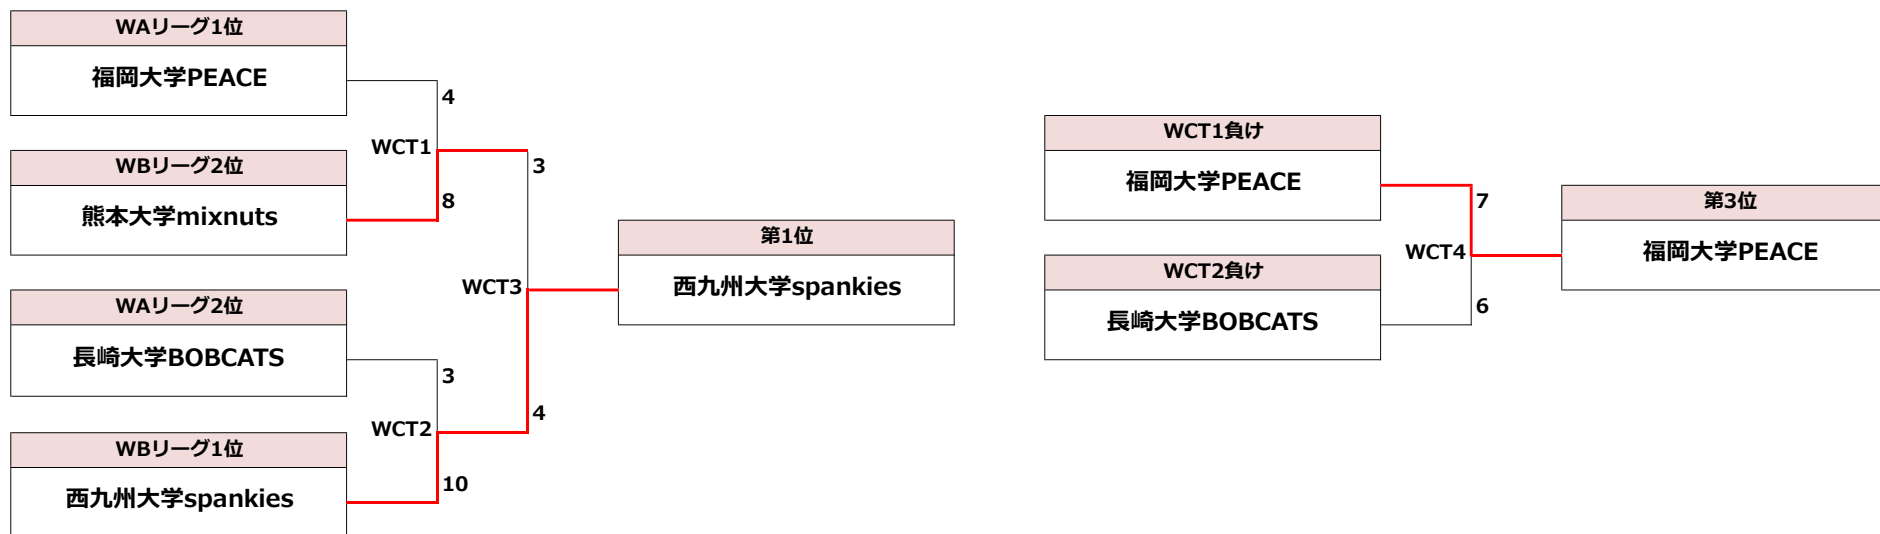 WAリーグ1位
福岡大学PEACE
4
WCT1
WBリーグ2位
熊本大学mixnuts
8
3
WCT3
第1位
西九州大学spankies
WAリーグ2位
長崎大学BOBCATS
3
WCT2
4
WBリーグ1位
西九州大学spankies
10
WCT1負け
福岡大学PEACE
7
WCT4
WCT2負け
長崎大学BOBCATS
6
第3位
福岡大学PEACE